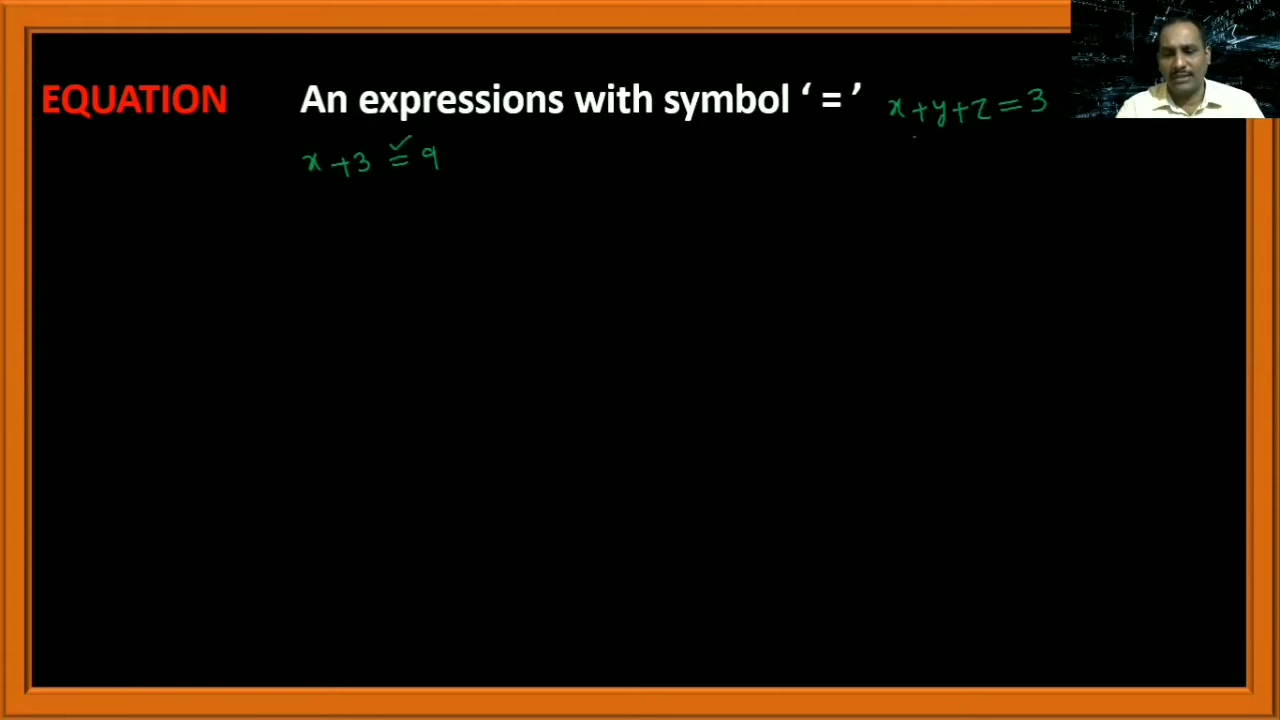 EQUATION An expressions with symbol ‘ = ’ x+y+z=3
x+3=9